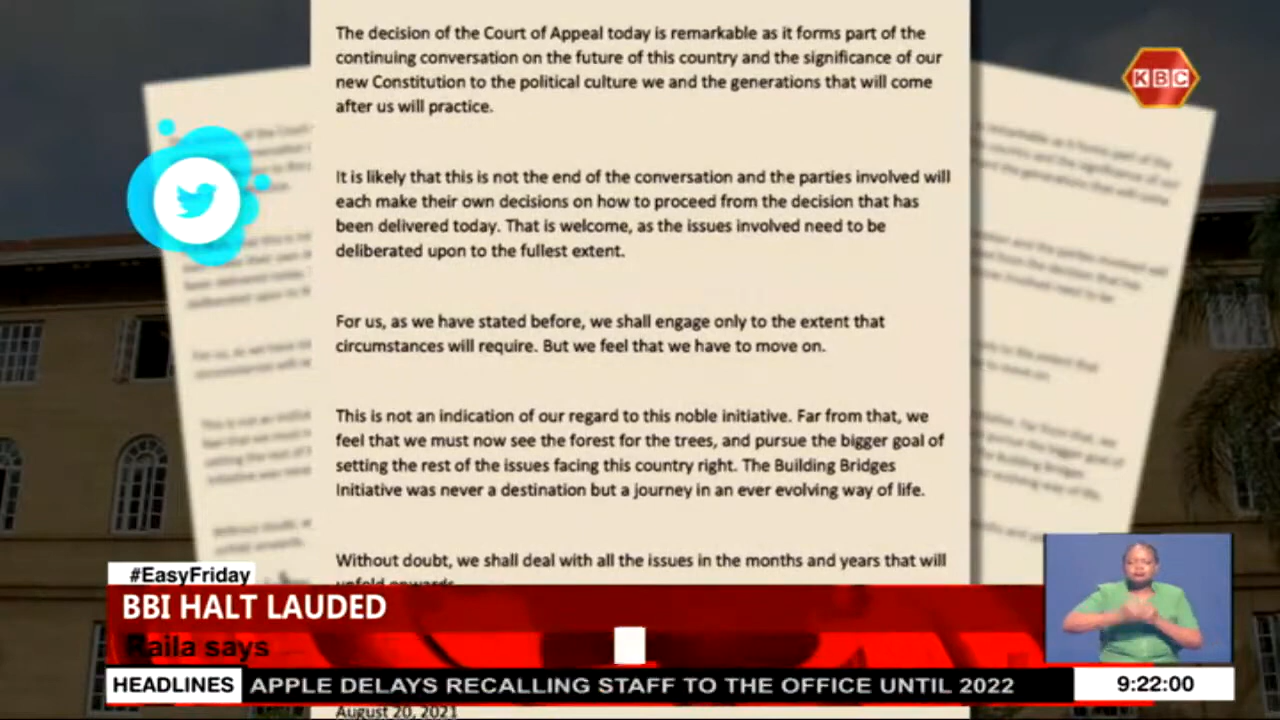 The decision of the Court of Appeal today is remarkable as it forms part of the
continuing conversation on the future of this country and the significance of our
new Constitution to the political culture we and the generations that will come
after us will practice.
It is likely that this is not the end of the conversation and the parties involved will
each make their own decisions on how to proceed from the decision that has
been delivered today. That is welcome, as the issues involved need to be
deliberated upon to the fullest extent.
For us, as we have stated before, we shall engage only to the extent that
circumstances will require. But we feel that we have to move on.
This is not an indication of our regard to this noble initiative. Far from that, we
feel that we must now see the forest for the trees, and pursue the bigger goal of
setting the rest of the issues facing this country right. The Building Bridges
Initiative was never a destination but a journey in an ever evolving way of life.
Without doubt, we shall deal with all the issues in the months and years that will
unfold onwards
KBC
#EasyFriday
BBI HALT LAUDED
Raila says
HEADLINES APPLE DELAYS RECALLING STAFF TO THE OFFICE UNTIL 2022
9:22:00
August 20, 2021